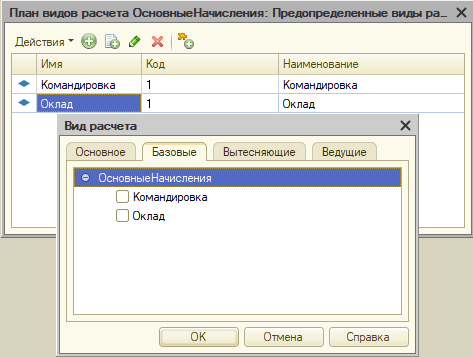 План видов расчета ОсновныеНачисления: Предопределенные виды ра...
Действия
Имя Код Наименование
Командировка 1 Командировка
Оклад 1 Оклад
Вид расчета
Основное Базовые Вытесняющие Ведущие
ОсновныеНачисления
Командировка
Оклад
OK Отмена Справка